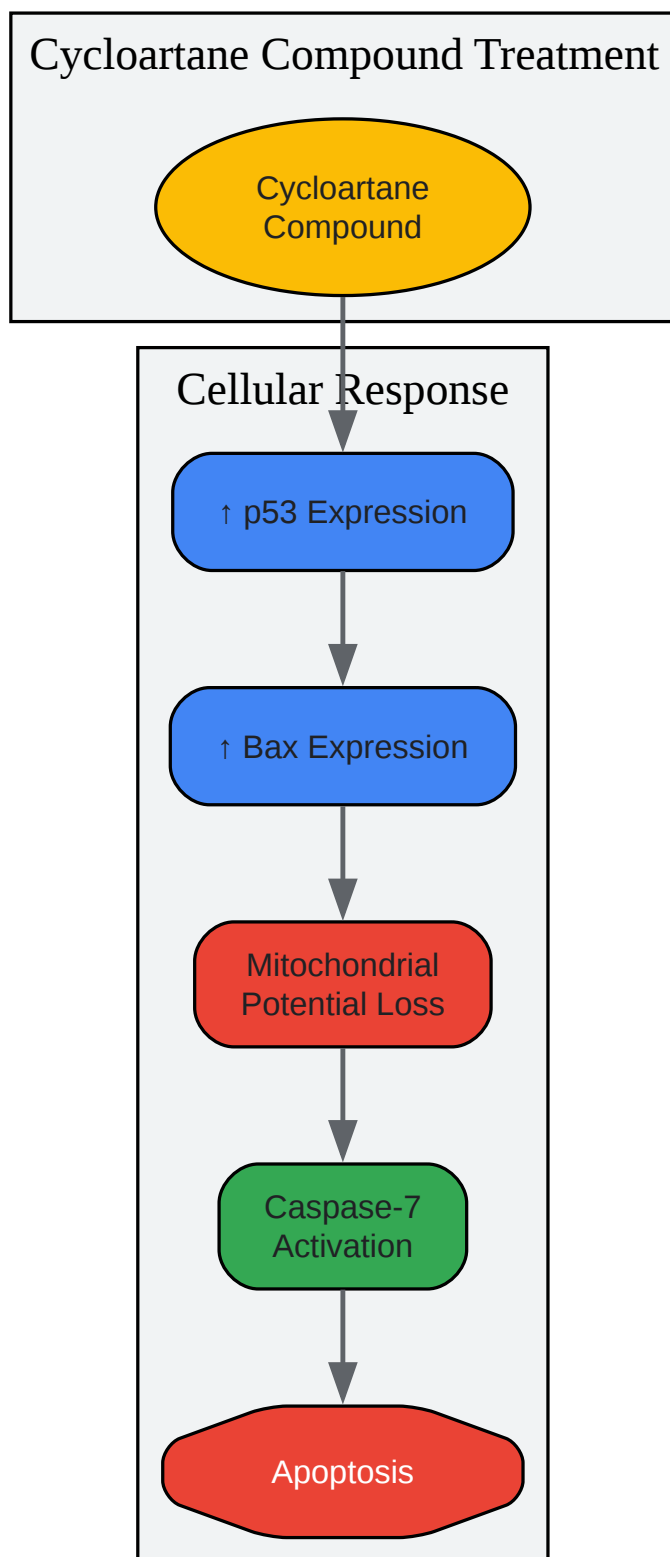 Cycloartane Compound Treatment
Cycloartane
Compound
Cellular Response
↑ p53 Expression
↑ Bax Expression
Mitochondrial
Potential Loss
Caspase-7
Activation
Apoptosis